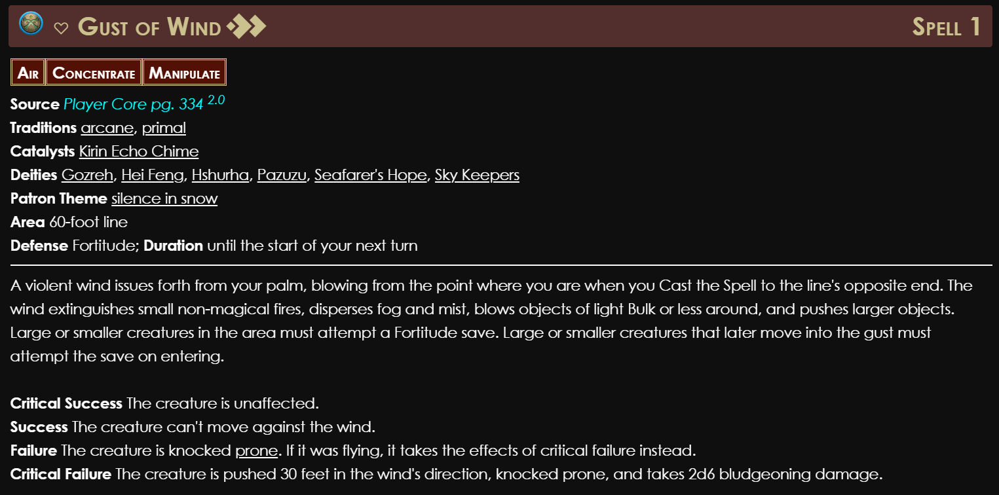 Gust of Wind Spell 1
Air Concentrate Manipulate
Source Player Core pg. 334 2.0
Traditions arcane, primal
Catalysts Kirin Echo Chime
Deities Gozreh, Hei Feng, Hshurha, Pazuzu, Seafarer's Hope, Sky Keepers
Patron Theme silence in snow
Area 60-foot line
Defense Fortitude; Duration until the start of your next turn
A violent wind issues forth from your palm, blowing from the point where you are when you Cast the Spell to the line's opposite end. The
wind extinguishes small non-magical fires, disperses fog and mist, blows objects of light Bulk or less around, and pushes larger objects.
Large or smaller creatures in the area must attempt a Fortitude save. Large or smaller creatures that later move into the gust must
attempt the save on entering.
Critical Success The creature is unaffected.
Success The creature can't move against the wind.
Failure The creature is knocked prone. If it was flying, it takes the effects of critical failure instead.
Critical Failure The creature is pushed 30 feet in the wind's direction, knocked prone, and takes 2d6 bludgeoning damage.